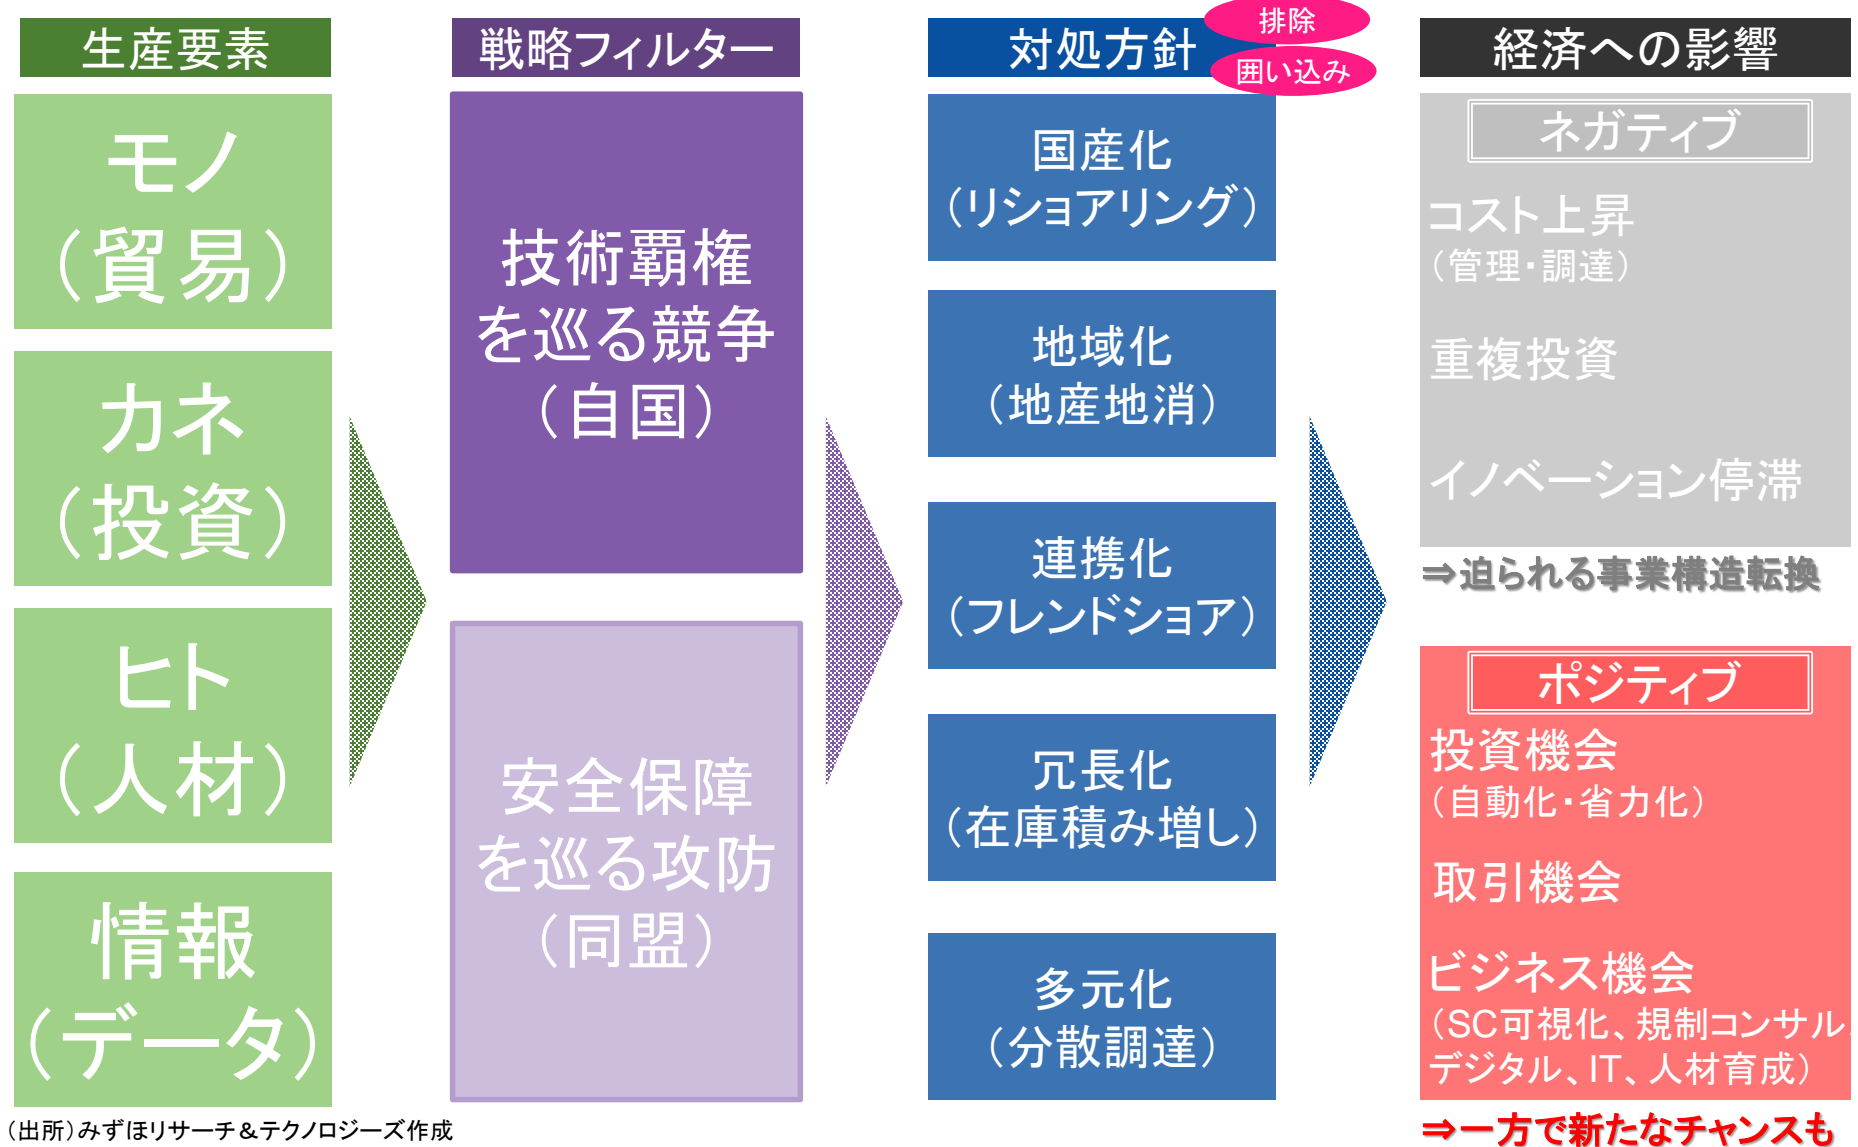 生産要素
モノ
（貿易）
カネ
（投資）
ヒト
（人材）
情報
（データ）
戦略フィルター
技術覇権
を巡る競争
（自国）
安全保障
を巡る攻防
（同盟）
対処方針
排除
囲い込み
国産化
（リショアリング）
地域化
（地産地消）
連携化
（フレンドショア）
冗長化
（在庫積み増し）
多元化
（分散調達）
経済への影響
ネガティブ
コスト上昇
（管理・調達）
重複投資
イノベーション停滞
⇒迫られる事業構造転換
ポジティブ
投資機会
（自動化・省力化）
取引機会
ビジネス機会
（SC可視化、規制コンサル、
デジタル、IT、人材育成）
⇒一方で新たなチャンスも
（出所）みずほリサーチ＆テクノロジーズ作成